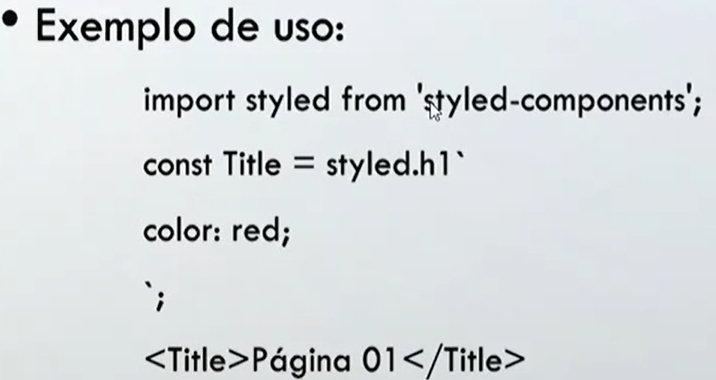 • Exemplo de uso:
import styled from 'styled-components';
const Title = styled.h1`
color: red;
`;
<Title>Página 01</Title>